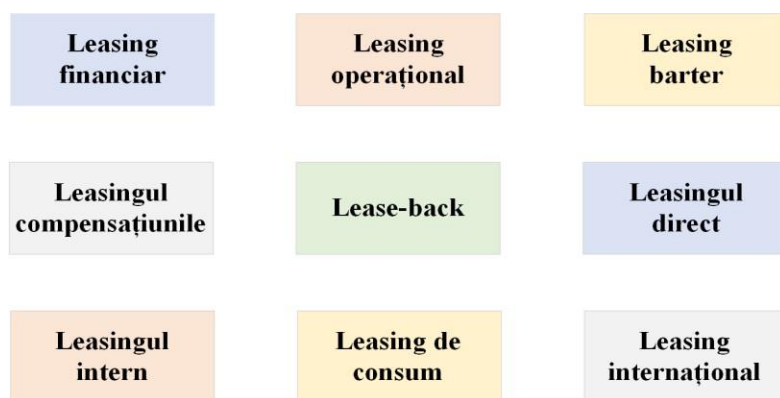 Leasing
financiar
Leasing
operațional
Leasing
barter
Leasingul
compensațiunile
Lease-back
Leasingul
direct
Leasingul
intern
Leasing de
consum
Leasing
internațional